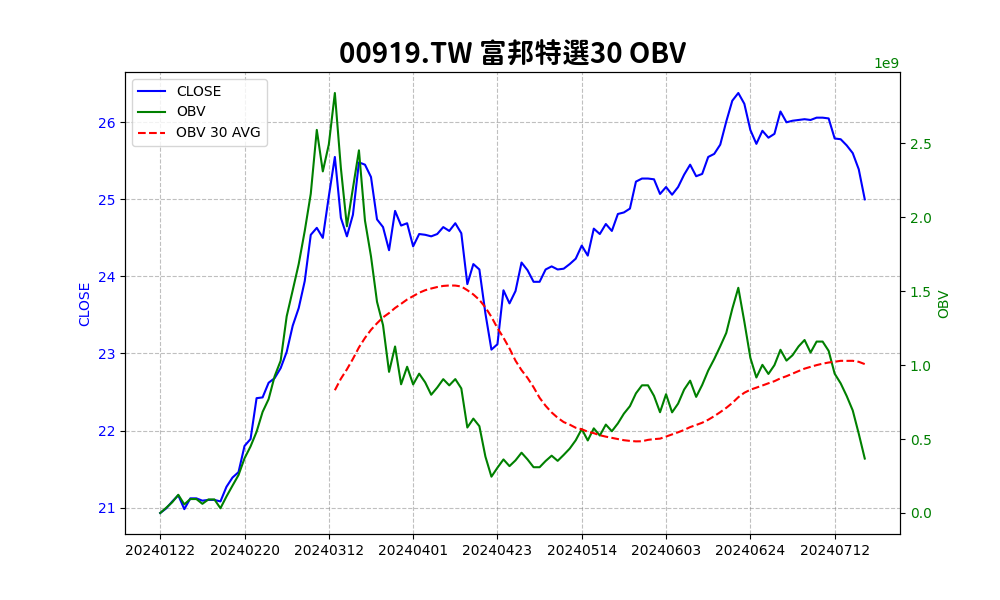 00919.TW 富邦特選30 OBV
1e9
CLOSE
OBV
OBV 30 AVG
26
25
24
23
22
21
CLOSE
2.5
2.0
1.5
1.0
0.5
0.0
OBV
20240122 20240220 20240312 20240401 20240423 20240514 20240603 20240624 20240712